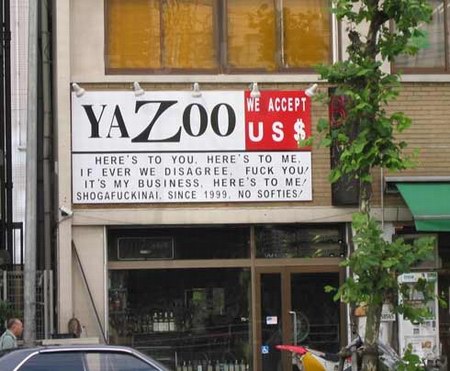 YAZOO
WE ACCEPT
US$
HERE'S TO YOU, HERE'S TO ME,
IF EVER WE DISAGREE, FUCK YOU!
IT'S MY BUSINESS, HERE'S TO ME!
SHOGAFUCKINAI, SINCE 1999, NO SOFTIES!